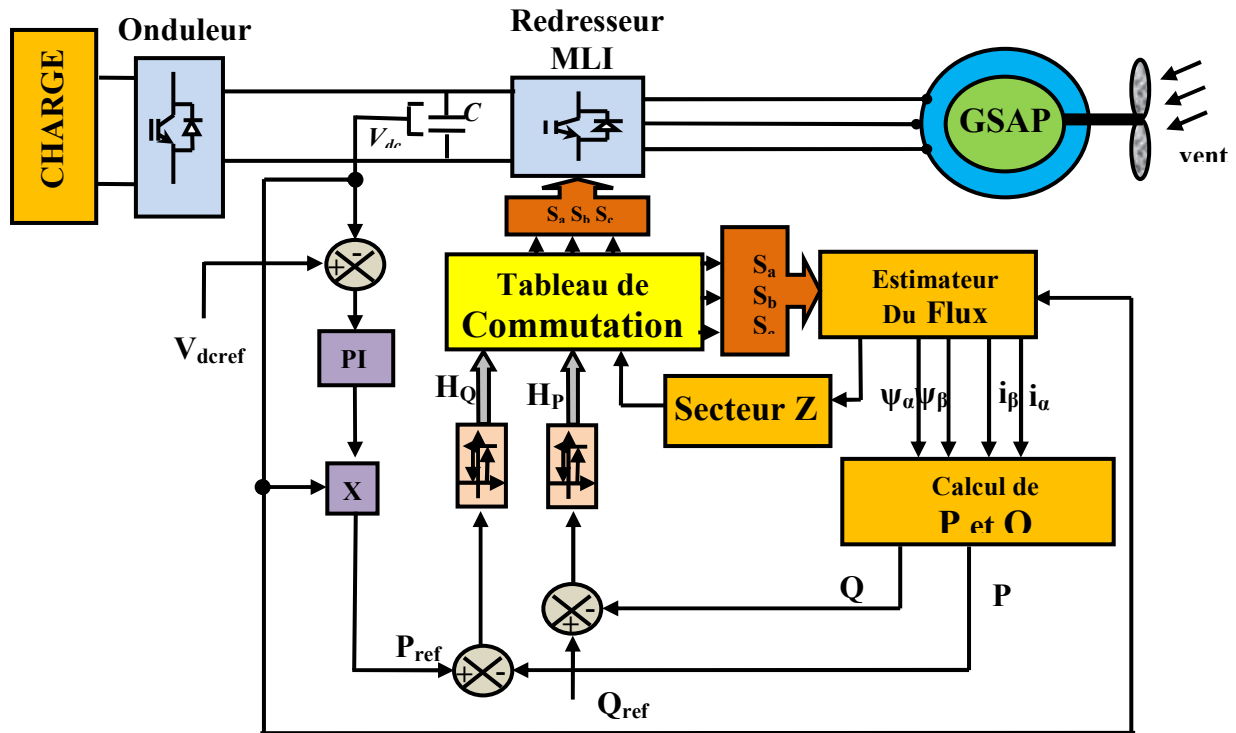 Onduleur
Redresseur
MLI
CHARGE
C
V_dc
GSAP
vent
S_a S_b S_c
Tableau de
Commutation
S_a
S_b
S_c
Estimateur
Du Flux
V_dcref
+
-
PI
X
H_Q
H_P
Secteur Z
ψ_α ψ_β
i_β i_α
Calcul de
P et Q
Q
P
+
-
P_ref
+
-
Q_ref